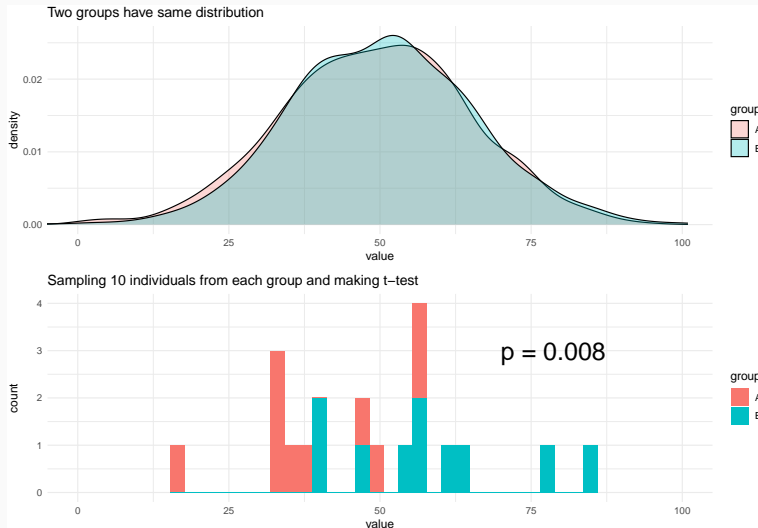 Two groups have same distribution
density
0.02
0.01
0.00
0
25
50
75
100
value
group
A
Sampling 10 individuals from each group and making t−test
count
4
3
2
1
0
p = 0.008
0
25
50
75
100
value
group
A